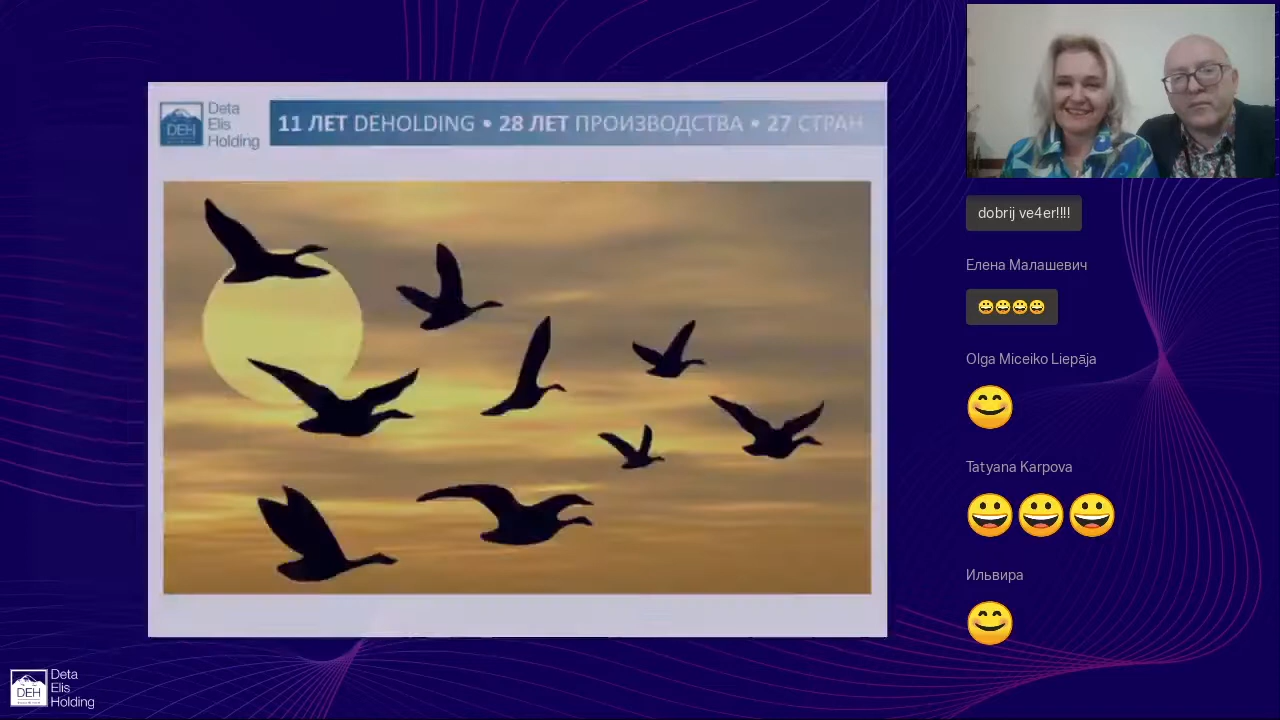 Deta
Elis
Holding
DEH
11 ЛЕТ DEHOLDING • 28 ЛЕТ ПРОИЗВОДСТВА • 27 СТРАН
dobrij ve4er!!!!
Елена Малашевич
😀😀😀😀
Olga Miceiko Liepāja
😊
Tatyana Karpova
😀😀😀
Ильвира
😊
DEH
Deta
Elis
Holding